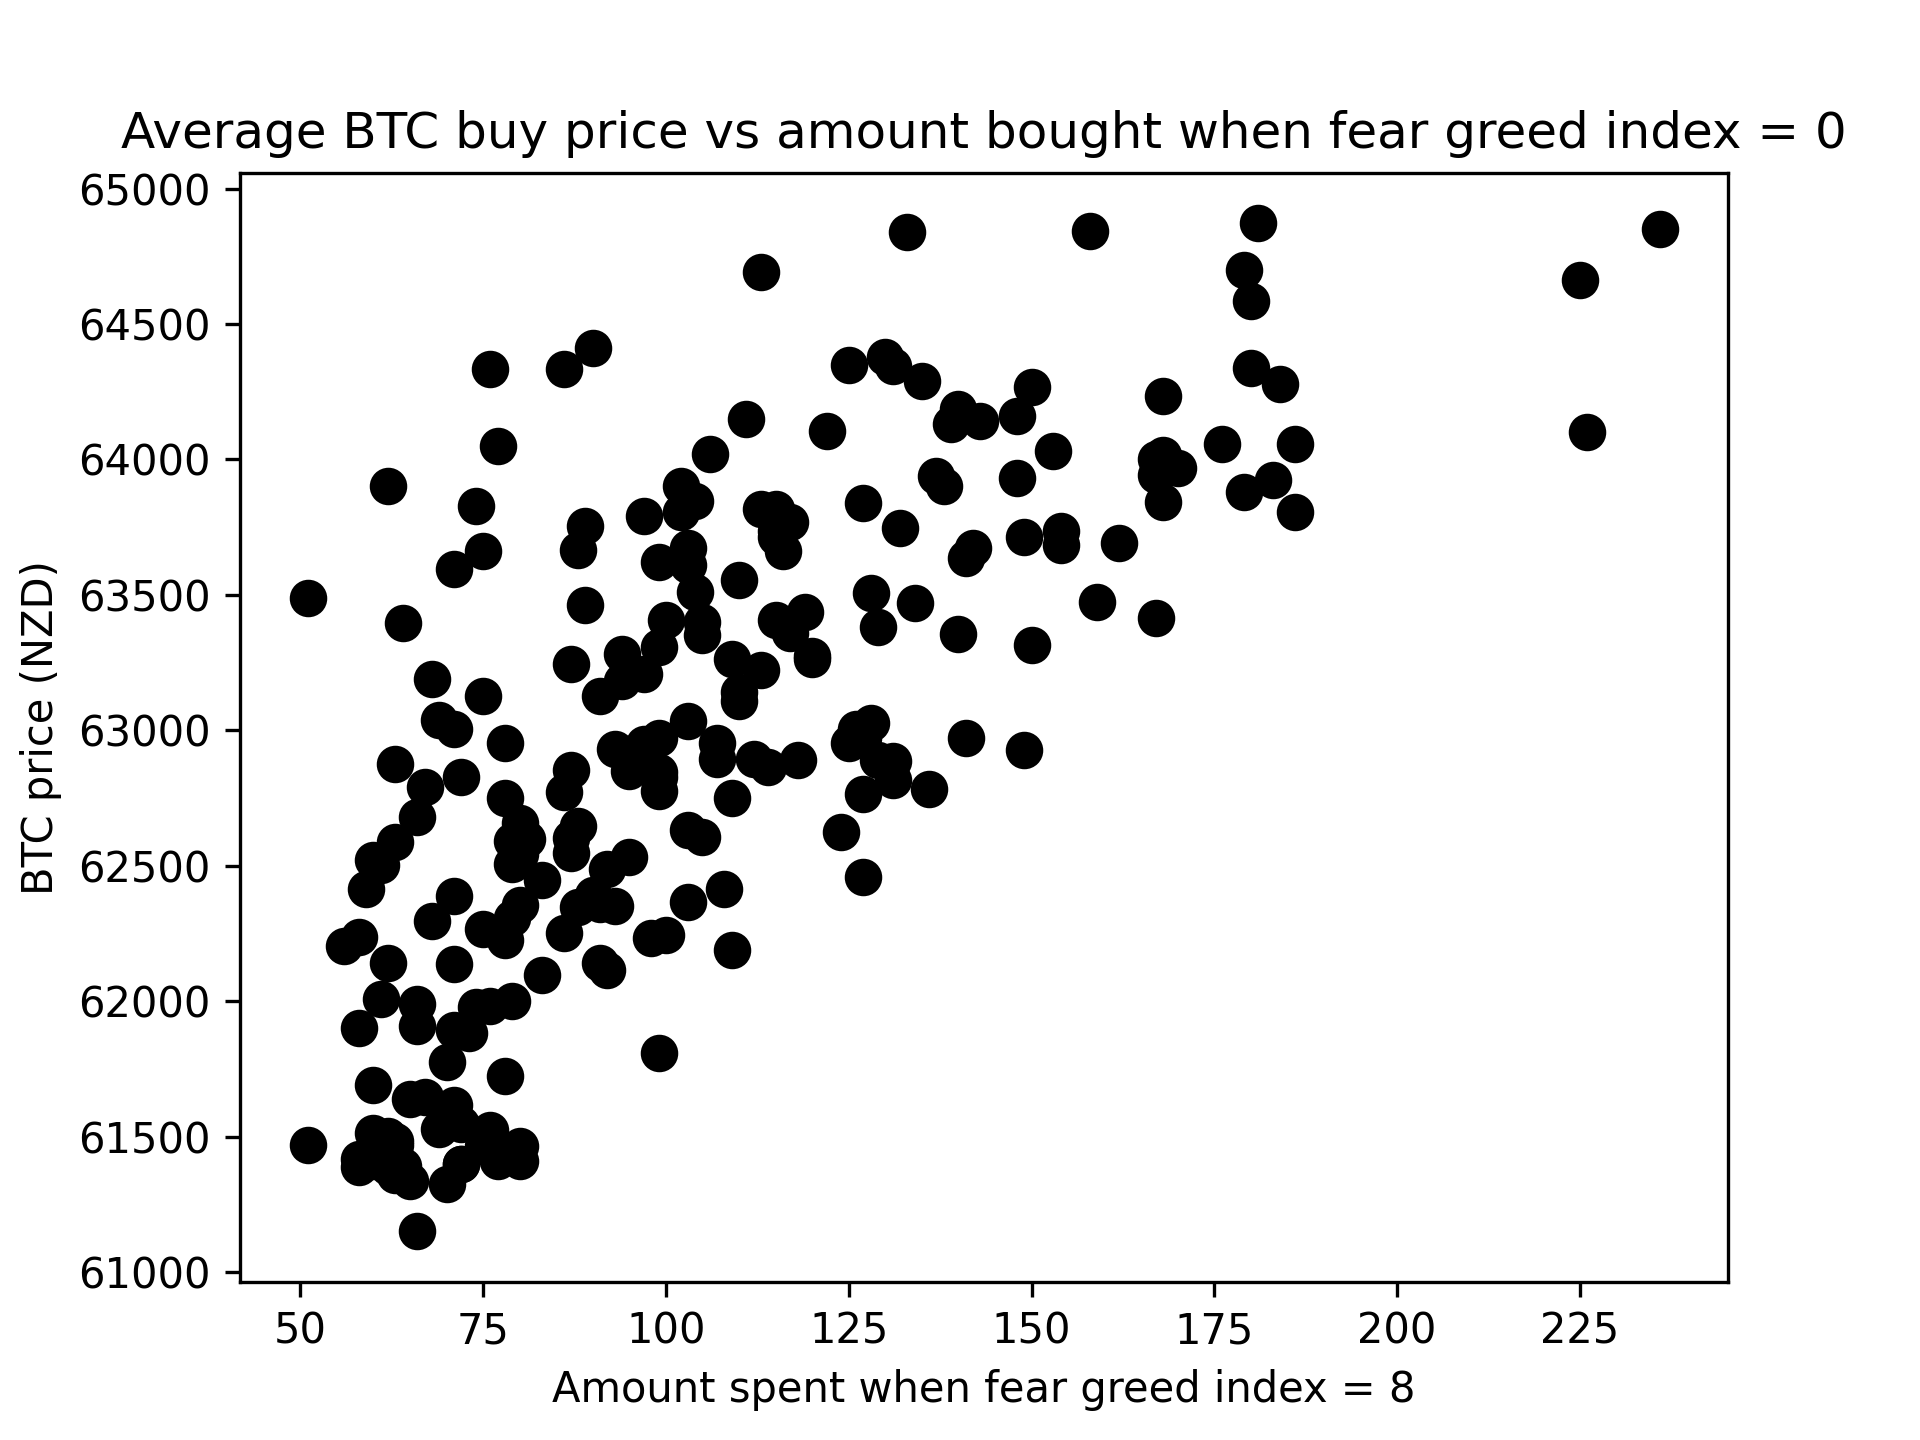 Average BTC buy price vs amount bought when fear greed index = 0
65000
64500
64000
63500
63000
62500
62000
61500
61000
BTC price (NZD)
50 75 100 125 150 175 200 225
Amount spent when fear greed index = 8